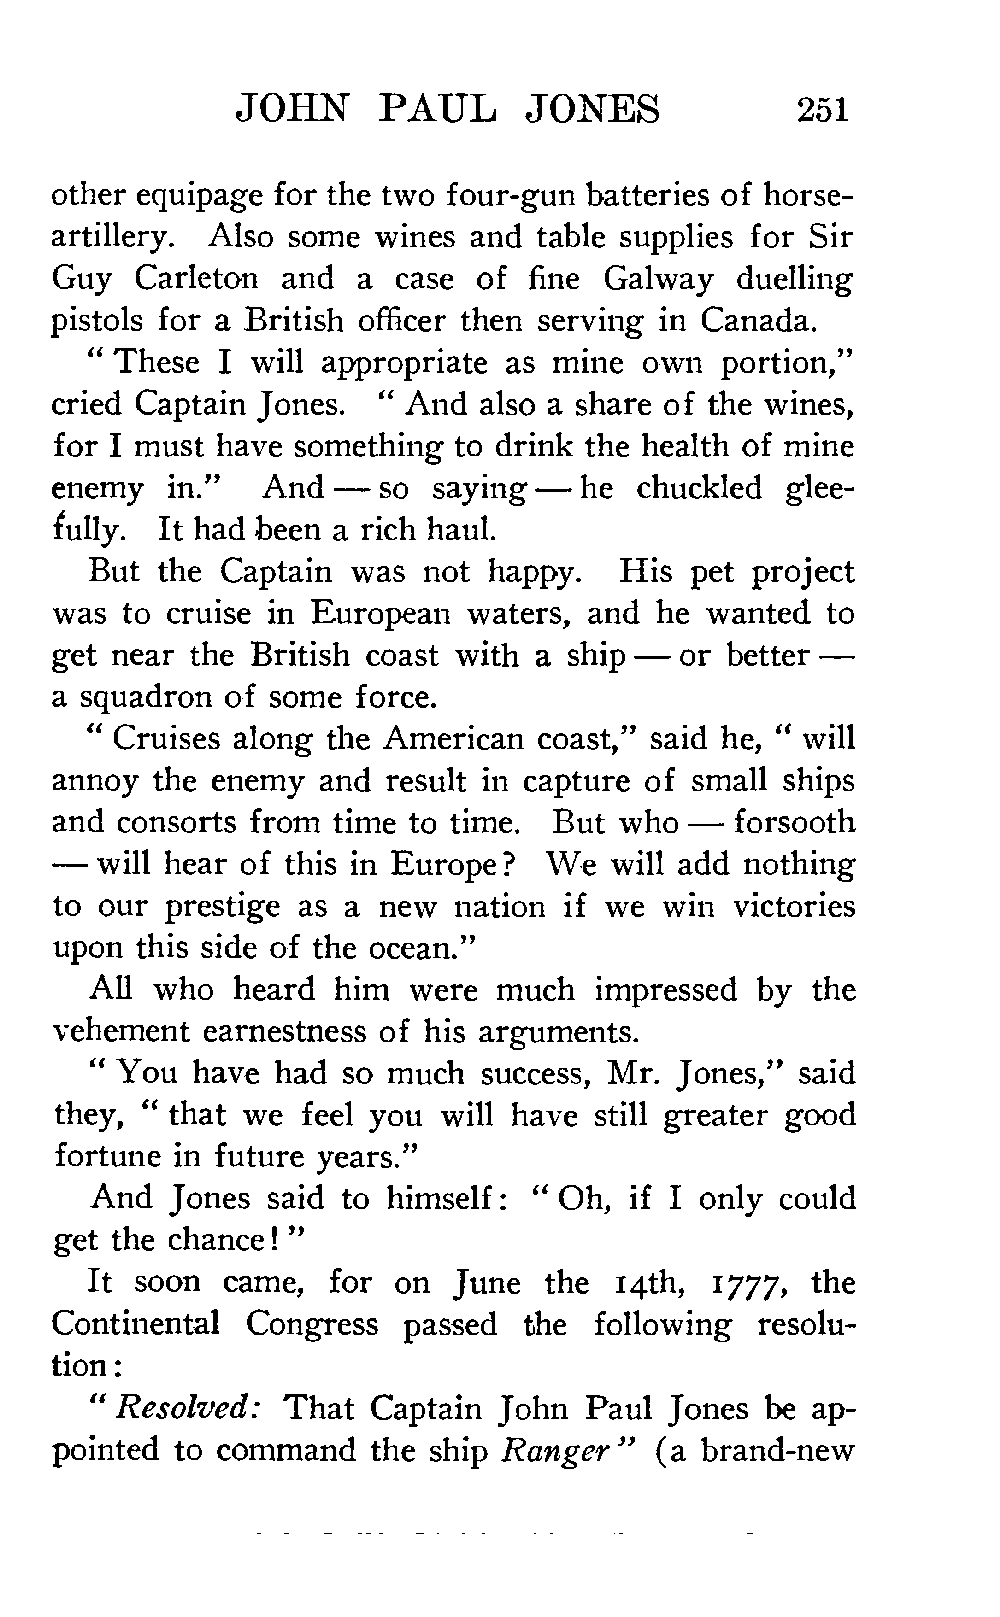 JOHN PAUL JONES 251
other equipage for the two four-gun batteries of horse-
artillery. Also some wines and table supplies for Sir
Guy Carleton and a case of fine Galway duelling
pistols for a British officer then serving in Canada.
“ These I will appropriate as mine own portion,”
cried Captain Jones. “ And also a share of the wines,
for I must have something to drink the health of mine
enemy in.” And — so saying — he chuckled glee-
fully. It had been a rich haul.
But the Captain was not happy. His pet project
was to cruise in European waters, and he wanted to
get near the British coast with a ship — or better —
a squadron of some force.
“ Cruises along the American coast,” said he, “ will
annoy the enemy and result in capture of small ships
and consorts from time to time. But who — forsooth
— will hear of this in Europe? We will add nothing
to our prestige as a new nation if we win victories
upon this side of the ocean.”
All who heard him were much impressed by the
vehement earnestness of his arguments.
“ You have had so much success, Mr. Jones,” said
they, “ that we feel you will have still greater good
fortune in future years.”
And Jones said to himself: “ Oh, if I only could
get the chance! ”
It soon came, for on June the 14th, 1777, the
Continental Congress passed the following resolu-
tion:
“ Resolved: That Captain John Paul Jones be ap-
pointed to command the ship Ranger ” (a brand-new